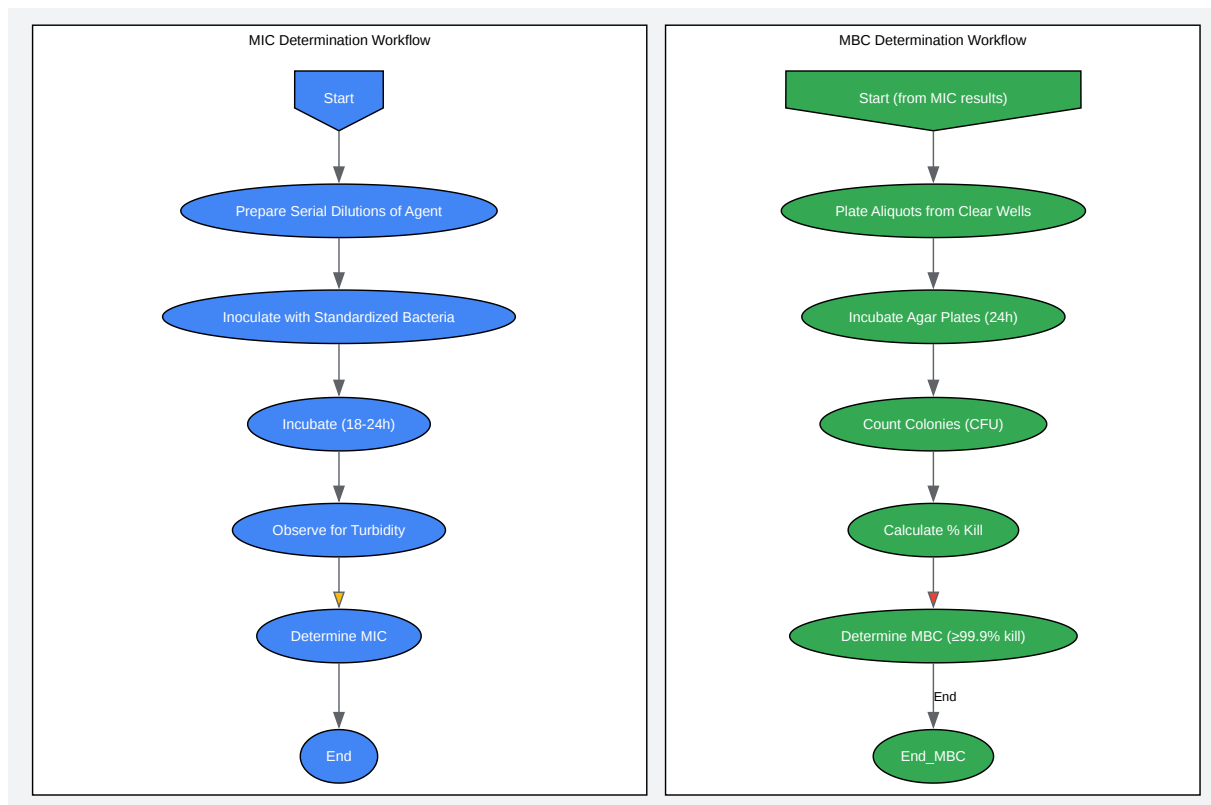 MIC Determination Workflow
Start
Prepare Serial Dilutions of Agent
Inoculate with Standardized Bacteria
Incubate (18-24h)
Observe for Turbidity
Determine MIC
End
MBC Determination Workflow
Start (from MIC results)
Plate Aliquots from Clear Wells
Incubate Agar Plates (24h)
Count Colonies (CFU)
Calculate % Kill
Determine MBC (≥99.9% kill)
End
End_MBC